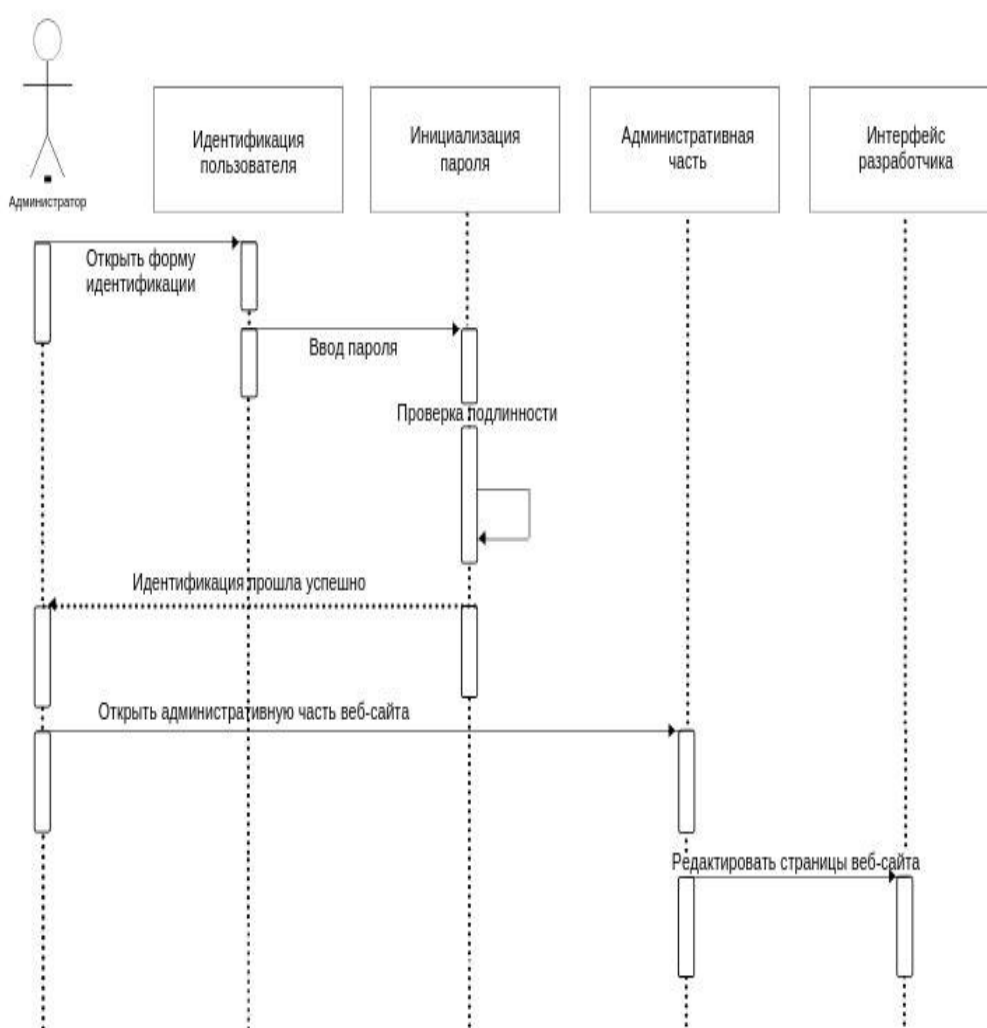 Администратор
Идентификация
пользователя
Инициализация
пароля
Административная
часть
Интерфейс
разработчика
Открыть форму
идентификации
Ввод пароля
Проверка подлинности
Идентификация прошла успешно
Открыть административную часть веб-сайта
Редактировать страницы веб-сайта